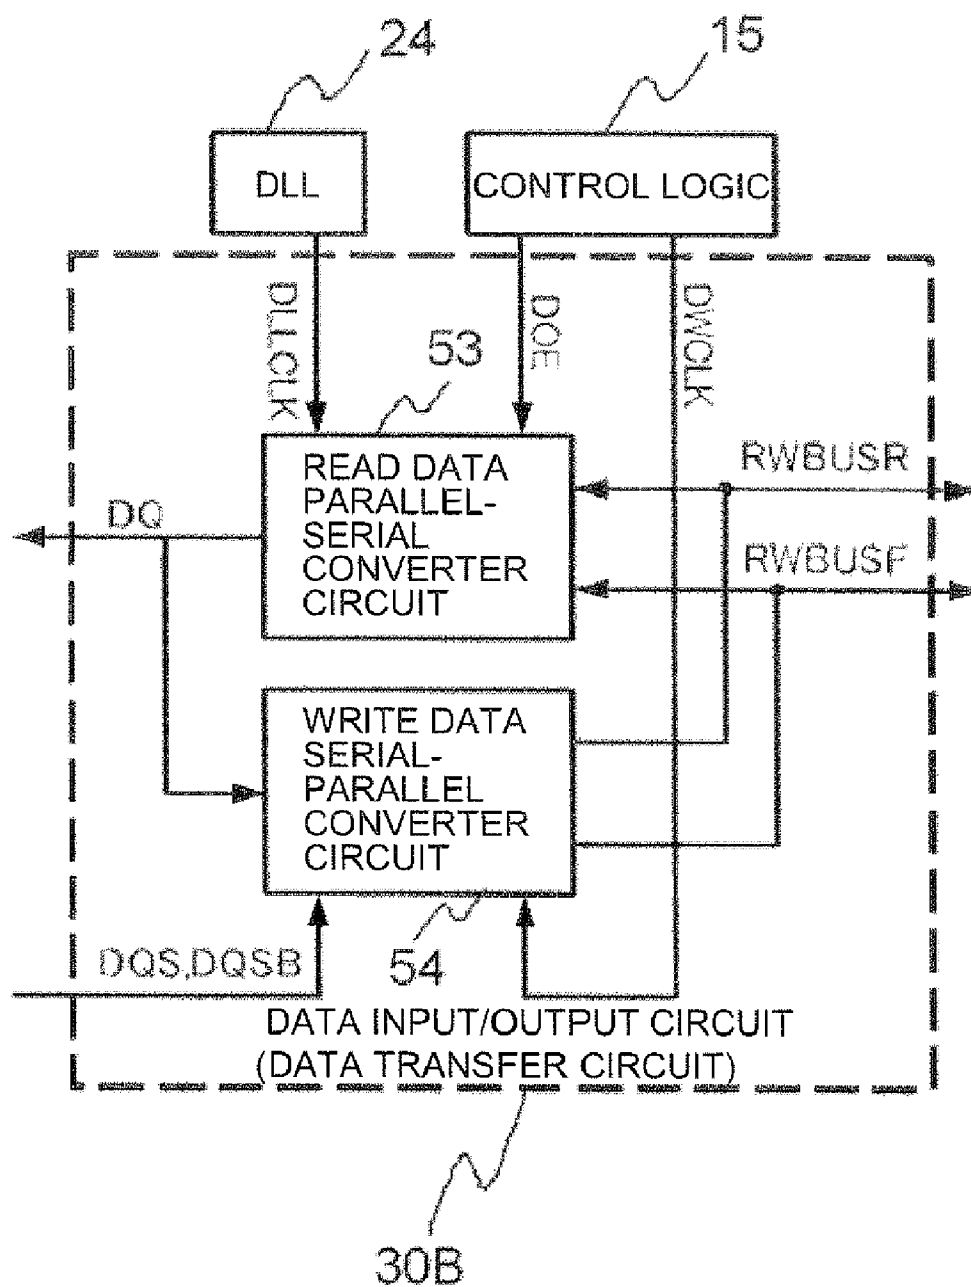 24
15
DLL
CONTROL LOGIC
DLLCLK
DOE
DWCLK
53
READ DATA
PARALLEL-
SERIAL
CONVERTER
CIRCUIT
RWBUSR
DQ
RWBUSF
WRITE DATA
SERIAL-
PARALLEL
CONVERTER
CIRCUIT
DQS,DQSB
54
DATA INPUT/OUTPUT CIRCUIT
(DATA TRANSFER CIRCUIT)
30B